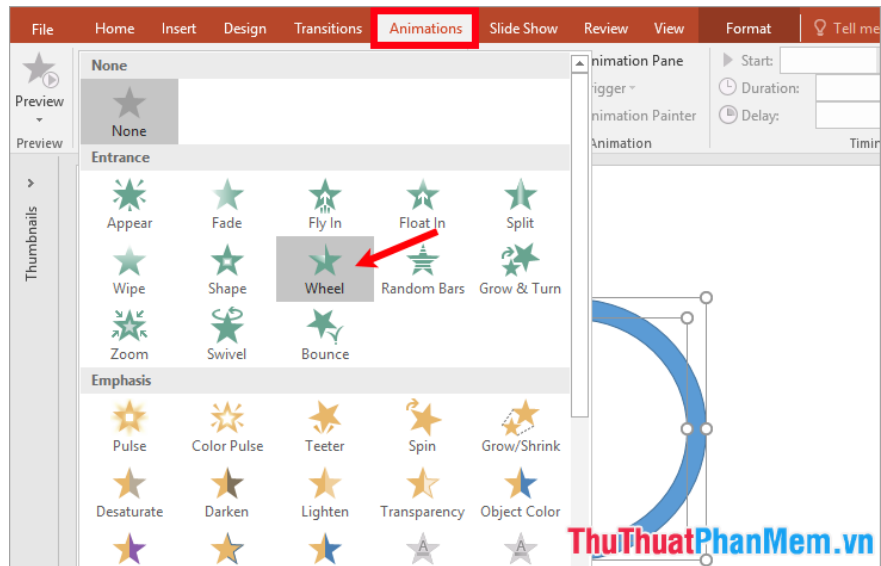 File Home Insert Design Transitions Animations Slide Show Review View Format Tell me
None
nimation Pane
Start:
Preview
rigger
Duration:
None
nimation Painter
Delay:
Preview
Animation
Timin
Entrance
Thumbnails
Appear Fade Fly In Float In Split
Wipe Shape Wheel Random Bars Grow & Turn
Zoom Swivel Bounce
Emphasis
Pulse Color Pulse Teeter Spin Grow/Shrink
Desaturate Darken Lighten Transparency Object Color
A A
ThuThuatPhanMem.vn